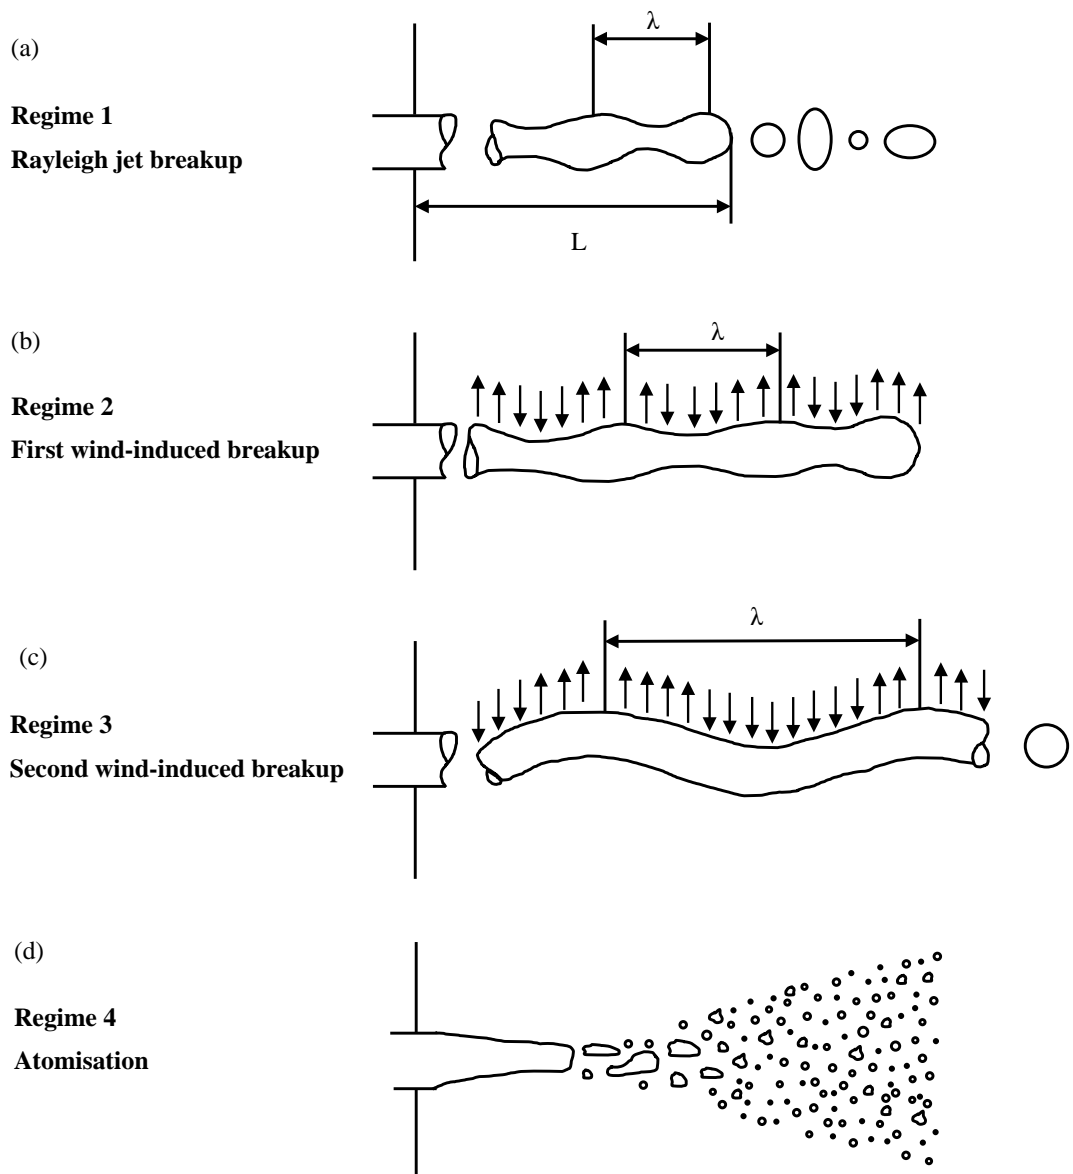 (a)
λ
Regime 1
Rayleigh jet breakup
L
(b)
λ
Regime 2
First wind-induced breakup
(c)
λ
Regime 3
Second wind-induced breakup
(d)
Regime 4
Atomisation